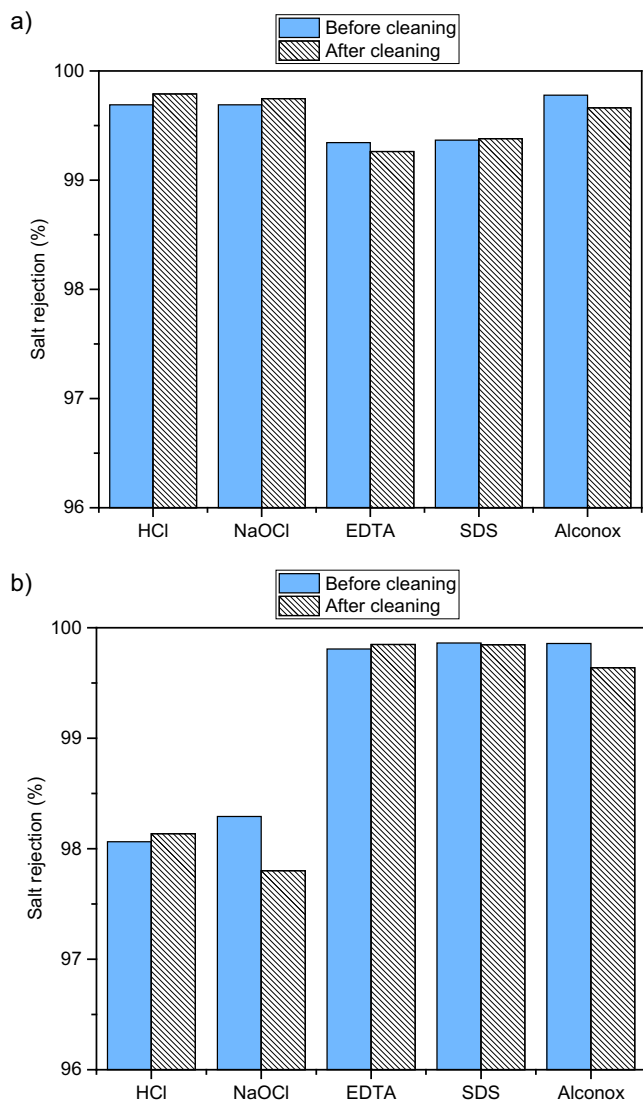 a)
Before cleaning
After cleaning
100
99
98
97
96
Salt rejection (%)
HCl NaOCl EDTA SDS Alconox
b)
Before cleaning
After cleaning
100
99
98
97
96
Salt rejection (%)
HCl NaOCl EDTA SDS Alconox